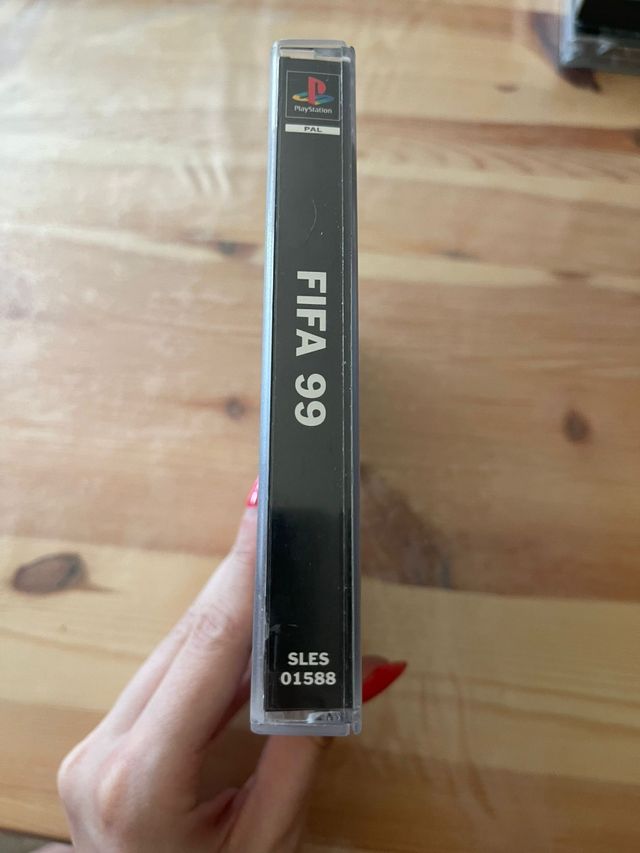 PlayStation
PAL
FIFA 99
SLES
01588